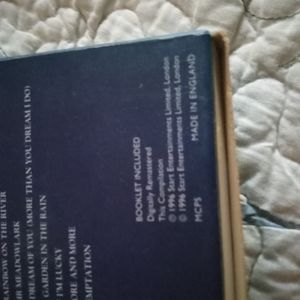 RAINBOW ON THE RIVER
MEADOWLARK
DREAM OF YOU (MORE THAN YOU DREAM I DO)
GARDEN IN THE RAIN
I'M LUCKY
ORE AND MORE
MPTATION
BOOKLET INCLUDED
Digitally Remastered
This Compilation
℗ 1996 Start Entertainments Limited, London
© 1996 Start Entertainments Limited, London
MCPS
MADE IN ENGLAND